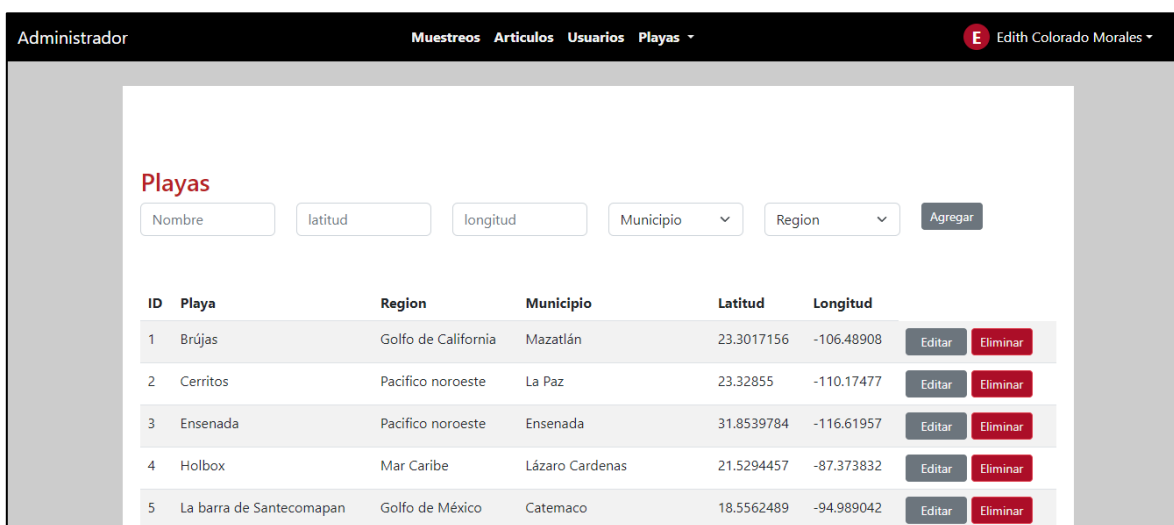 Administrador Muestreos Articulos Usuarios Playas E Edith Colorado Morales
Playas
Nombre latitud longitud Municipio Region Agregar
ID Playa Region Municipio Latitud Longitud
1 Brújas Golfo de California Mazatlán 23.3017156 -106.48908 Editar Eliminar
2 Cerritos Pacifico noroeste La Paz 23.32855 -110.17477 Editar Eliminar
3 Ensenada Pacifico noroeste Ensenada 31.8539784 -116.61957 Editar Eliminar
4 Holbox Mar Caribe Lázaro Cardenas 21.5294457 -87.373832 Editar Eliminar
5 La barra de Santecomapan Golfo de México Catemaco 18.5562489 -94.989042 Editar Eliminar